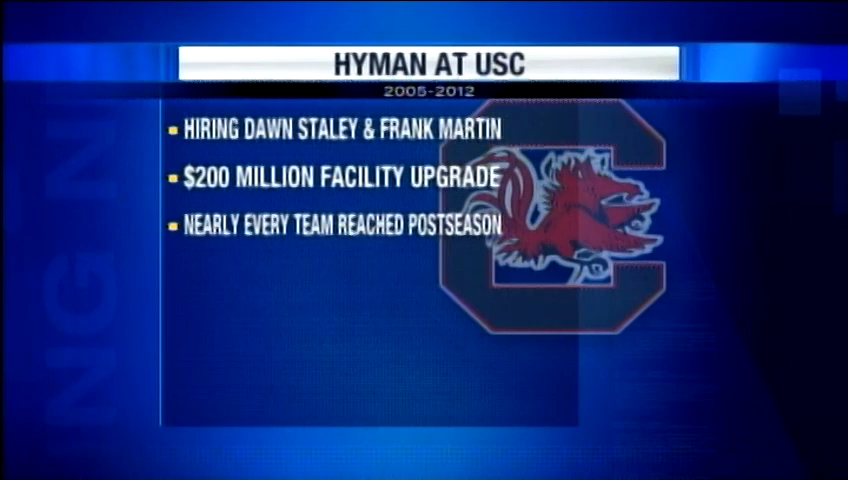 HYMAN AT USC
2005-2012
HIRING DAWN STALEY & FRANK MARTIN
$200 MILLION FACILITY UPGRADE
NEARLY EVERY TEAM REACHED POSTSEASON
NG N